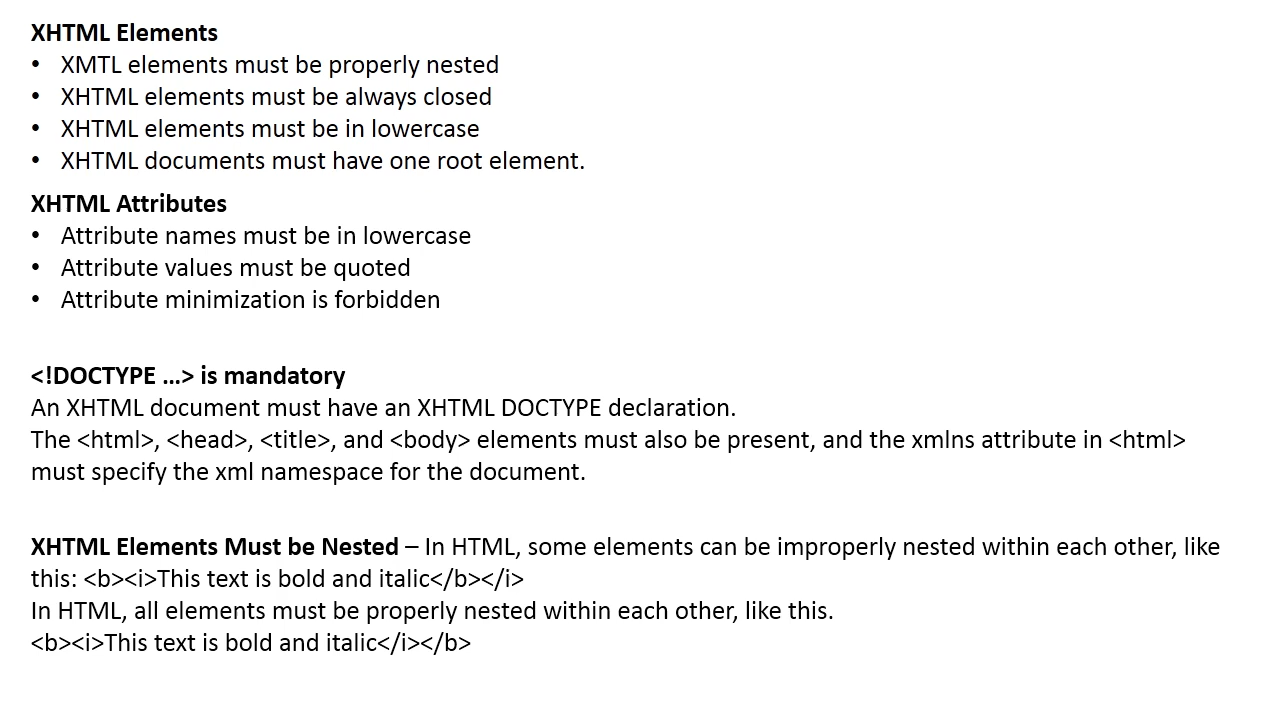 XHTML Elements
• XMTL elements must be properly nested
• XHTML elements must be always closed
• XHTML elements must be in lowercase
• XHTML documents must have one root element.
XHTML Attributes
• Attribute names must be in lowercase
• Attribute values must be quoted
• Attribute minimization is forbidden
<!DOCTYPE ...> is mandatory
An XHTML document must have an XHTML DOCTYPE declaration.
The <html>, <head>, <title>, and <body> elements must also be present, and the xmlns attribute in <html>
must specify the xml namespace for the document.
XHTML Elements Must be Nested – In HTML, some elements can be improperly nested within each other, like
this: <b><i>This text is bold and italic</b></i>
In HTML, all elements must be properly nested within each other, like this.
<b><i>This text is bold and italic</i></b>